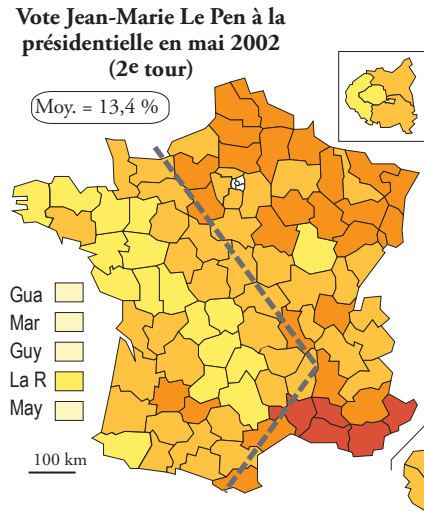 Vote Jean-Marie Le Pen à la
présidentielle en mai 2002
(2e tour)
Moy. = 13,4 %
Gua
Mar
Guy
La R
May
100 km